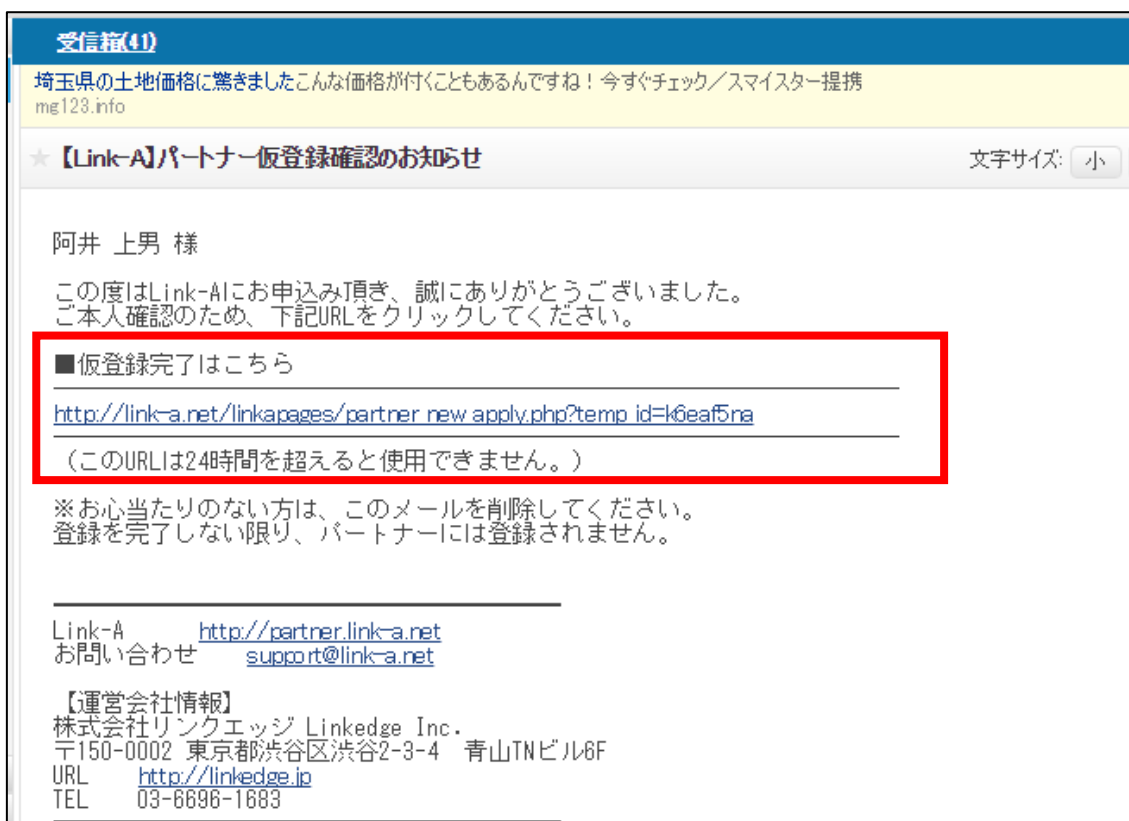 受信箱(41)
埼玉県の土地価格に驚きましたこんな価格が付くこともあるんですね！今すぐチェック／スマイスター提携
mg123.info
★【Link-A】パートナー仮登録確認のお知らせ
文字サイズ: 小
阿井 上男 様
この度はLink-Aにお申込み頂き、誠にありがとうございました。
ご本人確認のため、下記URLをクリックしてください。
■仮登録完了はこちら
http://link-a.net/linkapages/partner_new_apply.php?temp_id=k6eaf5na
（このURLは24時間を超えると使用できません。）
※お心当たりのない方は、このメールを削除してください。
登録を完了しない限り、パートナーには登録されません。
Link-A http://partner.link-a.net
お問い合わせ support@link-a.net
【運営会社情報】
株式会社リンクエッジ Linkedge Inc.
〒150-0002 東京都渋谷区渋谷2-3-4 青山TNビル6F
URL http://linkedge.jp
TEL 03-6696-1683